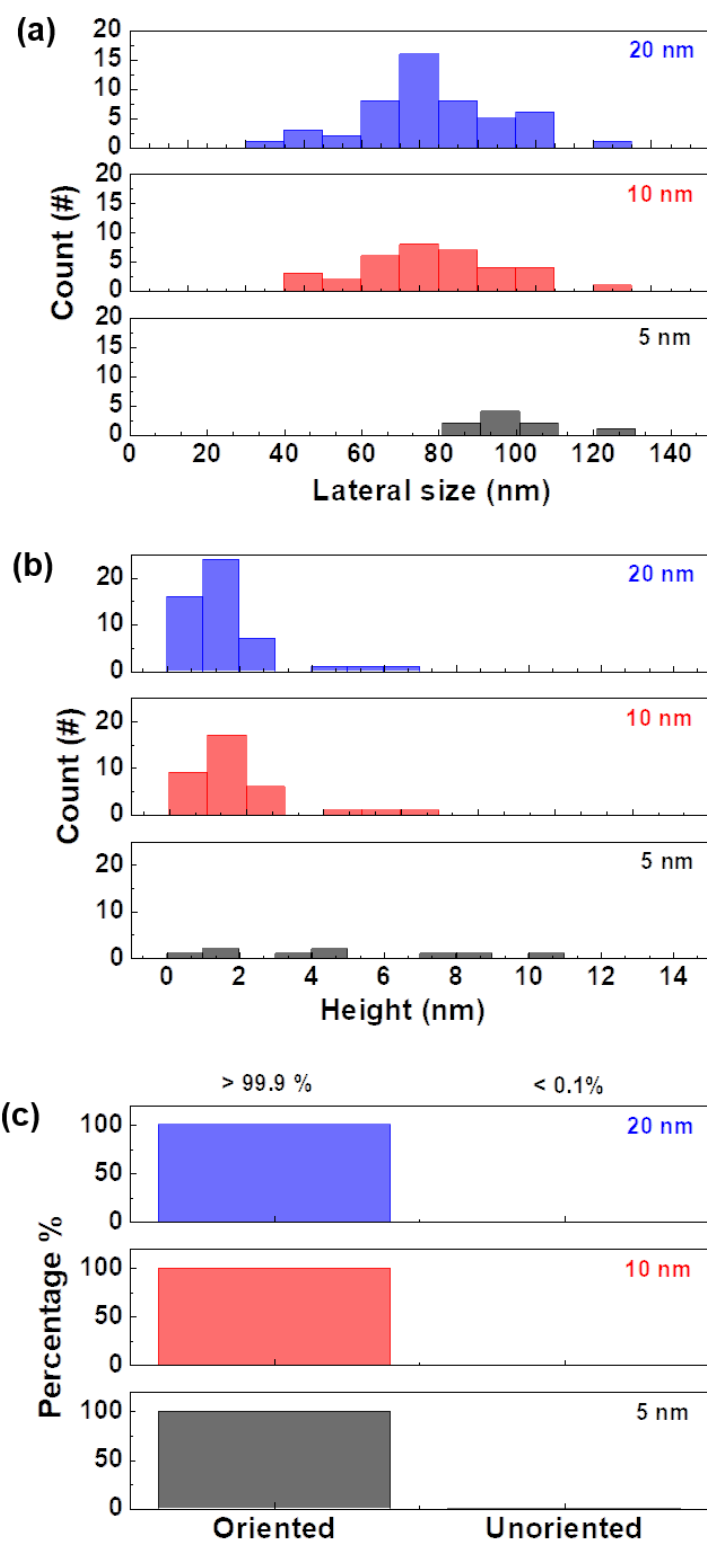 (a)
20
15
10
5
0
20 nm
20
15
10
5
0
10 nm
Count (#)
20
15
10
5
0
5 nm
0 20 40 60 80 100 120 140
Lateral size (nm)
(b)
20
10
0
20 nm
20
10
0
10 nm
Count (#)
20
10
0
5 nm
0 2 4 6 8 10 12 14
Height (nm)
> 99.9 % < 0.1%
(c)
100
50
0
20 nm
100
50
0
10 nm
Percentage %
100
50
0
5 nm
Oriented Unoriented